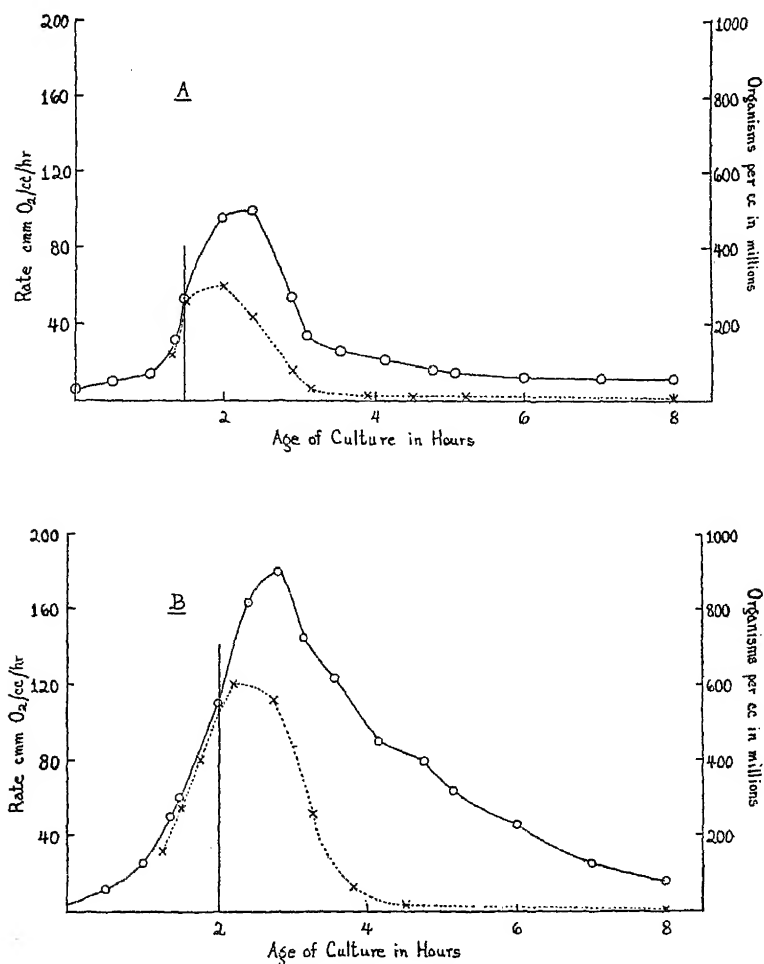 200
160
120
80
40
Rate cmm O₂/cc/hr
A
1000
800
600
400
200
Organisms per cc in millions
2 4 6 8
Age of Culture in Hours
200
160
120
80
40
Rate cmm O₂/cc/hr
B
1000
800
600
400
200
Organisms per cc in millions
2 4 6 8
Age of Culture in Hours